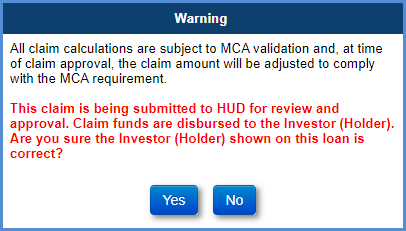 Warning
All claim calculations are subject to MCA validation and, at time
of claim approval, the claim amount will be adjusted to comply
with the MCA requirement.
This claim is being submitted to HUD for review and
approval. Claim funds are disbursed to the Investor (Holder).
Are you sure the Investor (Holder) shown on this loan is
correct?
Yes No